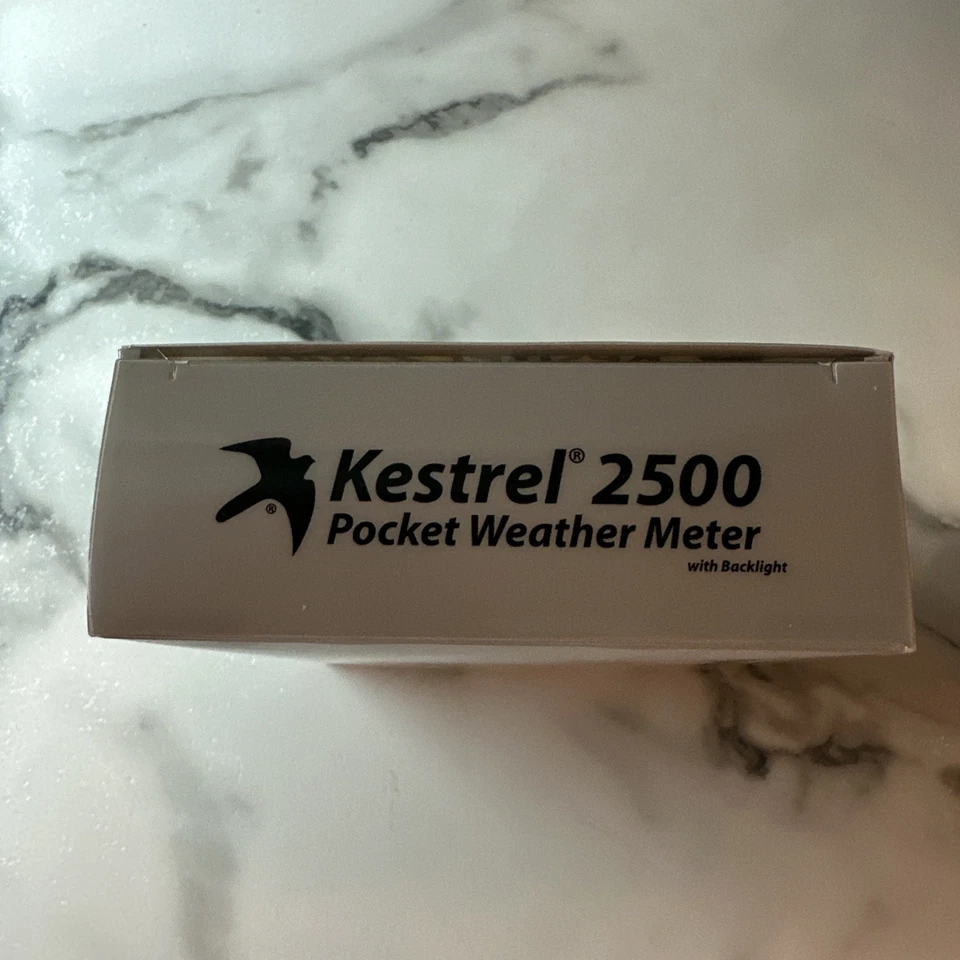 Kestrel® 2500
®
Pocket Weather Meter
with Backlight